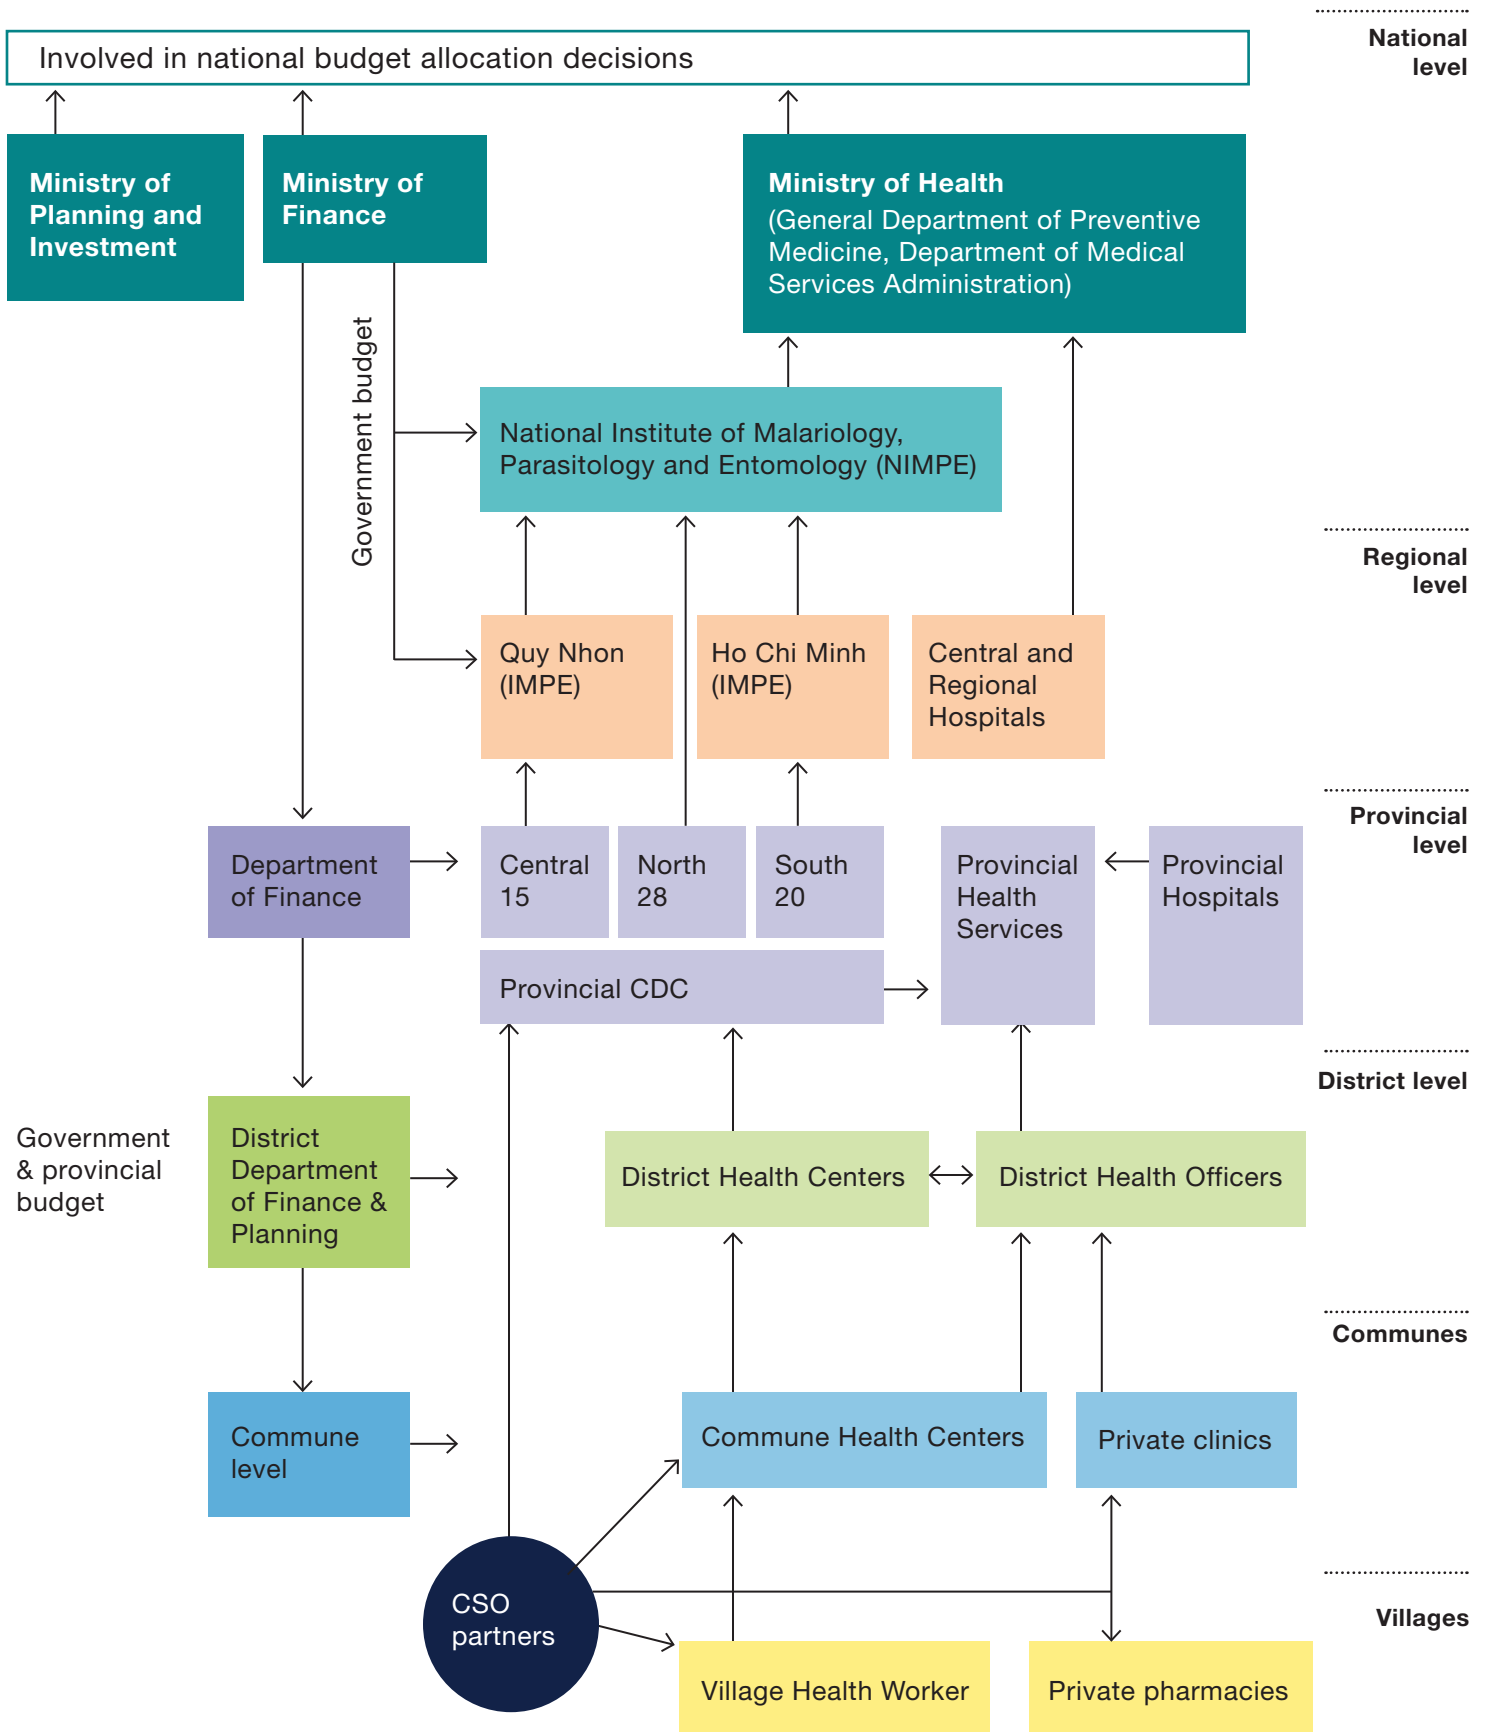 National
level
Involved in national budget allocation decisions
Ministry of
Planning and
Investment
Ministry of
Finance
Ministry of Health
(General Department of Preventive
Medicine, Department of Medical
Services Administration)
Government budget
National Institute of Malariology,
Parasitology and Entomology (NIMPE)
Regional
level
Quy Nhon
(IMPE)
Ho Chi Minh
(IMPE)
Central and
Regional
Hospitals
Provincial
level
Department
of Finance
Central
15
North
28
South
20
Provincial
Health
Services
Provincial
Hospitals
Provincial CDC
District level
Government
& provincial
budget
District
Department
of Finance &
Planning
District Health Centers
District Health Officers
Communes
Commune
level
Commune Health Centers
Private clinics
CSO
partners
Villages
Village Health Worker
Private pharmacies